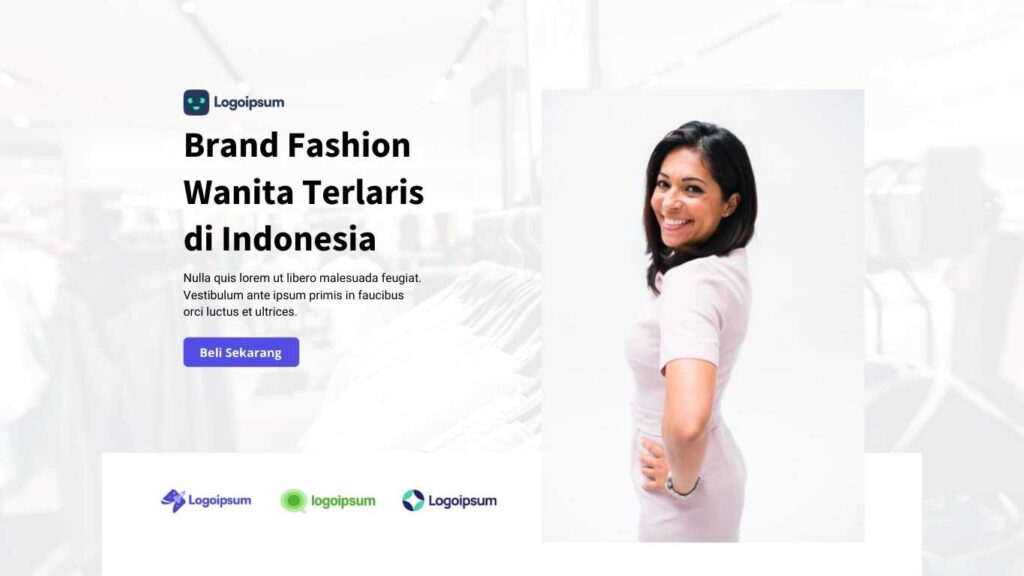 Logoipsum
Brand Fashion
Wanita Terlaris
di Indonesia
Nulla quis lorem ut libero malesuada feugiat.
Vestibulum ante ipsum primis in faucibus
orci luctus et ultrices.
Beli Sekarang
Logoipsum
logoipsum
Logoipsum